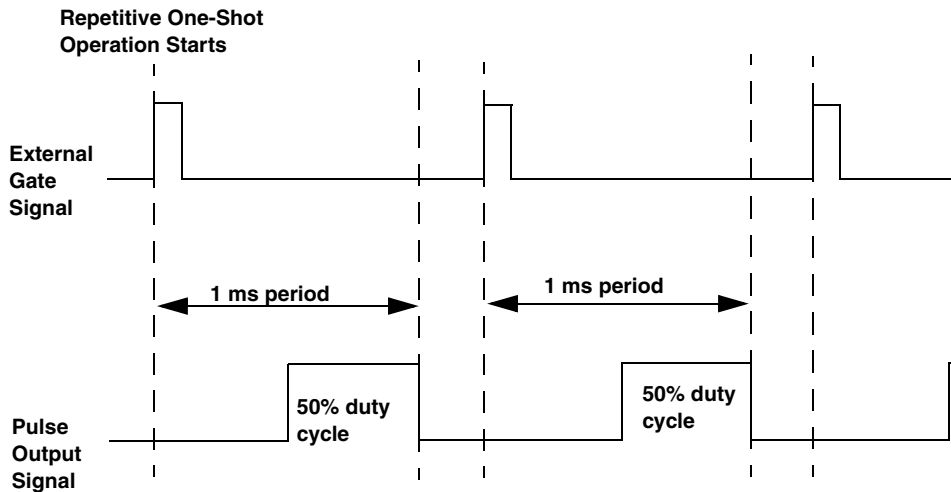 Repetitive One-Shot
Operation Starts
External
Gate
Signal
1 ms period
1 ms period
50% duty
cycle
50% duty
cycle
Pulse
Output
Signal